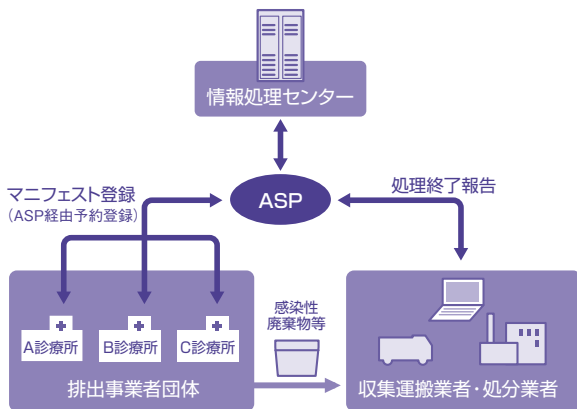 情報処理センター
ASP
マニフェスト登録
（ASP経由予約登録）
処理終了報告
A診療所
B診療所
C診療所
排出事業者団体
感染性
廃棄物等
収集運搬業者・処分業者